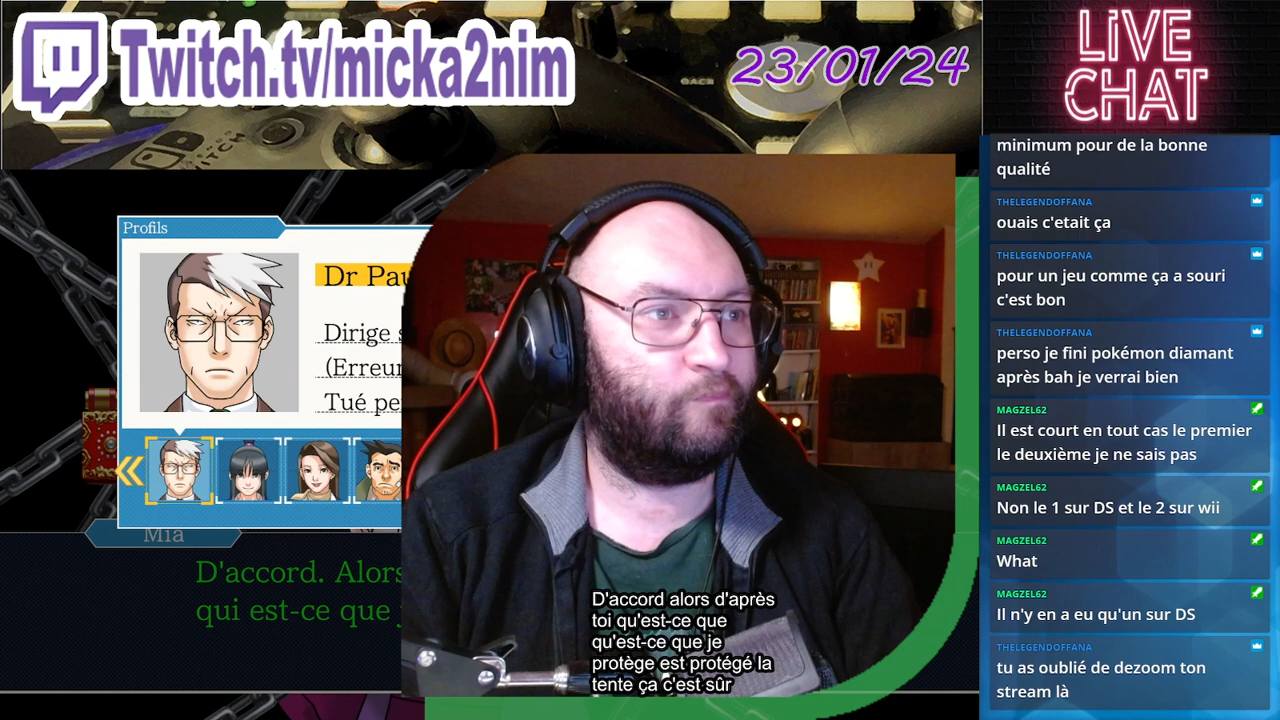 Twitch.tv/micka2nim
23/01/24
LIVE
CHAT
minimum pour de la bonne
qualité
THELEGENDOFFANA
ouais c'etait ça
THELEGENDOFFANA
pour un jeu comme ça a souri
c'est bon
THELEGENDOFFANA
perso je fini pokémon diamant
après bah je verrai bien
MAGZEL62
Il est court en tout cas le premier
le deuxième je ne sais pas
MAGZEL62
Non le 1 sur DS et le 2 sur wii
MAGZEL62
What
MAGZEL62
Il n'y en a eu qu'un sur DS
THELEGENDOFFANA
tu as oublié de dezoom ton
stream là
Profils
Dr Pau
Dirige
(Erreur
Tué pe
Mia
D'accord. Alors
qui est-ce que
D'accord alors d'après
toi qu'est-ce que
qu'est-ce que je
protège est protégé la
tente ça c'est sûr